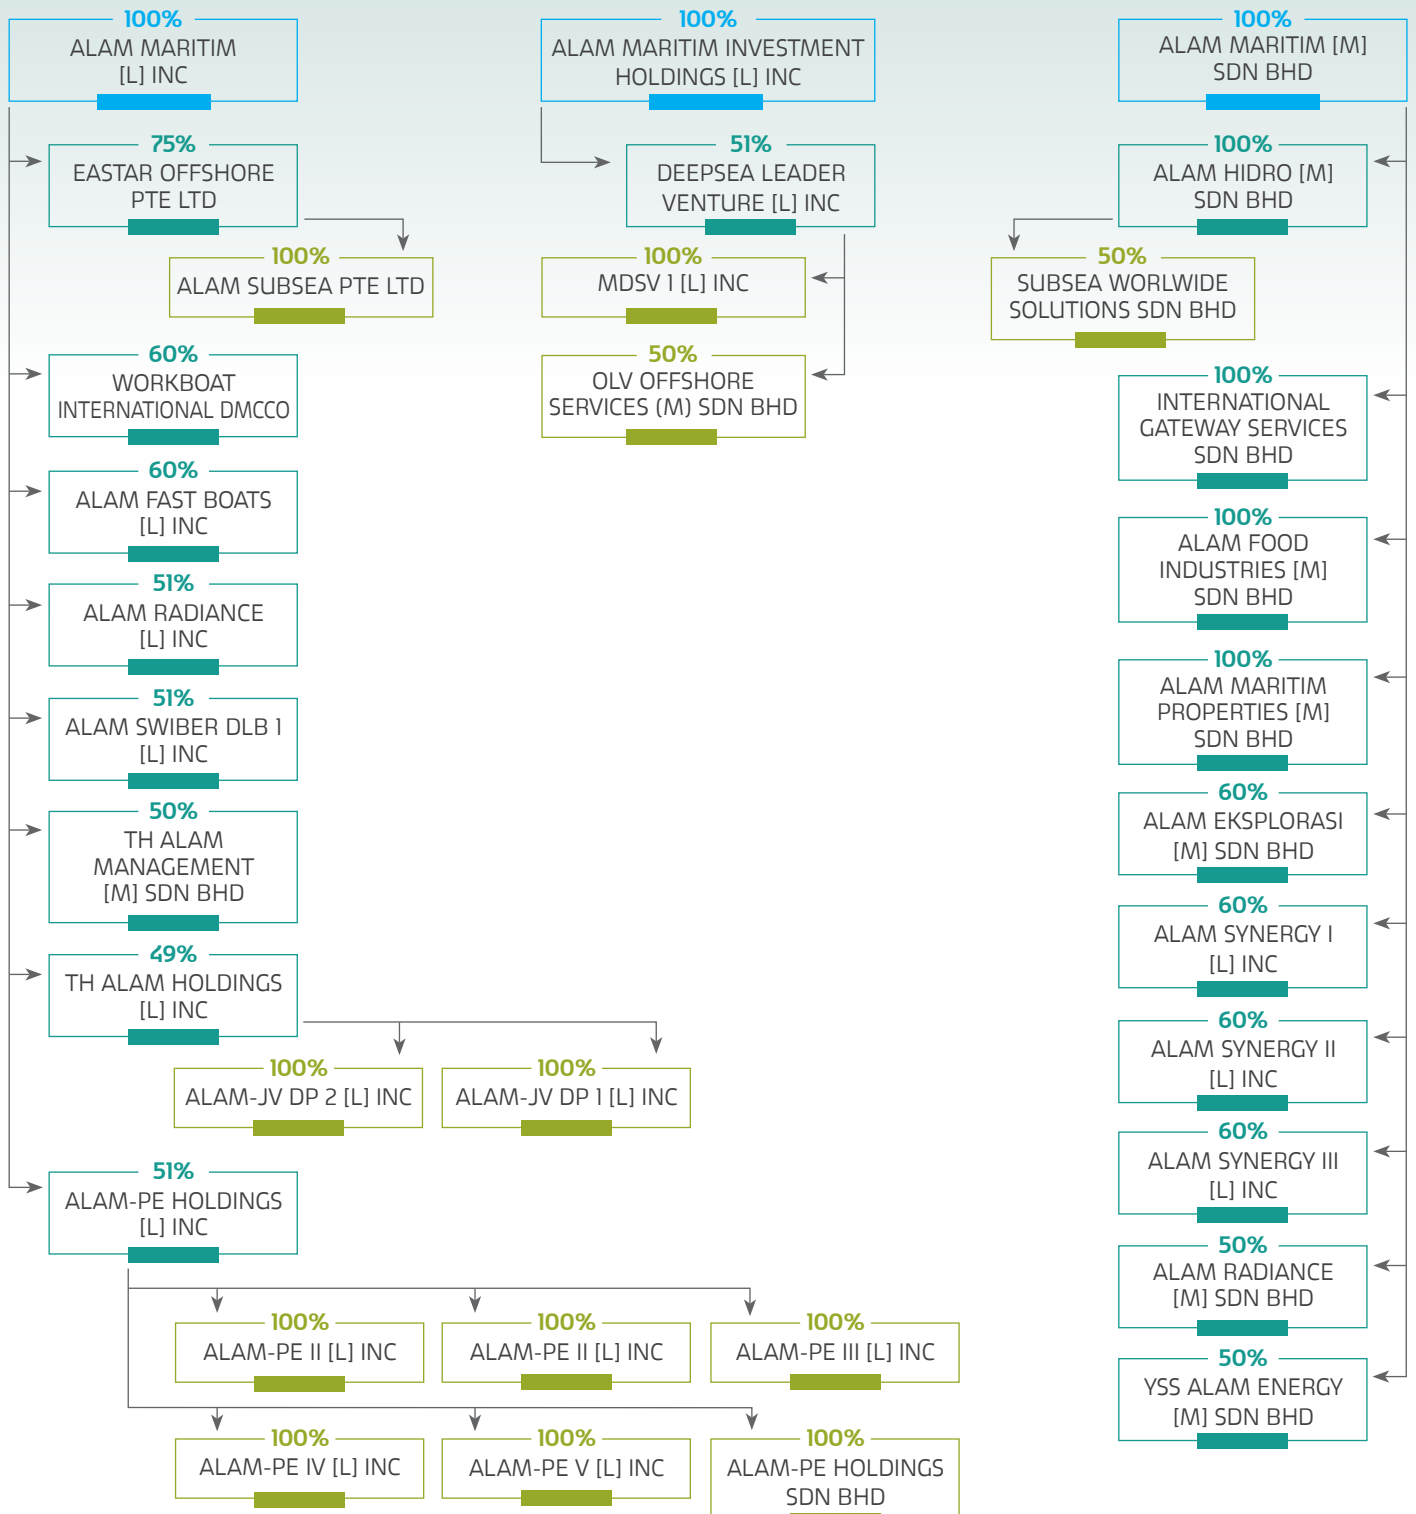 100%
ALAM MARITIM
[L] INC
75%
EASTAR OFFSHORE
PTE LTD
100%
ALAM SUBSEA PTE LTD
60%
WORKBOAT
INTERNATIONAL DMCCO
60%
ALAM FAST BOATS
[L] INC
51%
ALAM RADIANCE
[L] INC
51%
ALAM SWIBER DLB 1
[L] INC
50%
TH ALAM
MANAGEMENT
[M] SDN BHD
49%
TH ALAM HOLDINGS
[L] INC
100%
ALAM-JV DP 2 [L] INC
100%
ALAM-JV DP 1 [L] INC
51%
ALAM-PE HOLDINGS
[L] INC
100%
ALAM-PE II [L] INC
100%
ALAM-PE II [L] INC
100%
ALAM-PE III [L] INC
100%
ALAM-PE IV [L] INC
100%
ALAM-PE V [L] INC
100%
ALAM-PE HOLDINGS
SDN BHD
100%
ALAM MARITIM INVESTMENT
HOLDINGS [L] INC
51%
DEEPSEA LEADER
VENTURE [L] INC
100%
MDSV 1 [L] INC
50%
OLV OFFSHORE
SERVICES (M) SDN BHD
100%
ALAM MARITIM [M]
SDN BHD
100%
ALAM HIDRO [M]
SDN BHD
50%
SUBSEA WORLWIDE
SOLUTIONS SDN BHD
100%
INTERNATIONAL
GATEWAY SERVICES
SDN BHD
100%
ALAM FOOD
INDUSTRIES [M]
SDN BHD
100%
ALAM MARITIM
PROPERTIES [M]
SDN BHD
60%
ALAM EKSPLORASI
[M] SDN BHD
60%
ALAM SYNERGY I
[L] INC
60%
ALAM SYNERGY II
[L] INC
60%
ALAM SYNERGY III
[L] INC
50%
ALAM RADIANCE
[M] SDN BHD
50%
YSS ALAM ENERGY
[M] SDN BHD